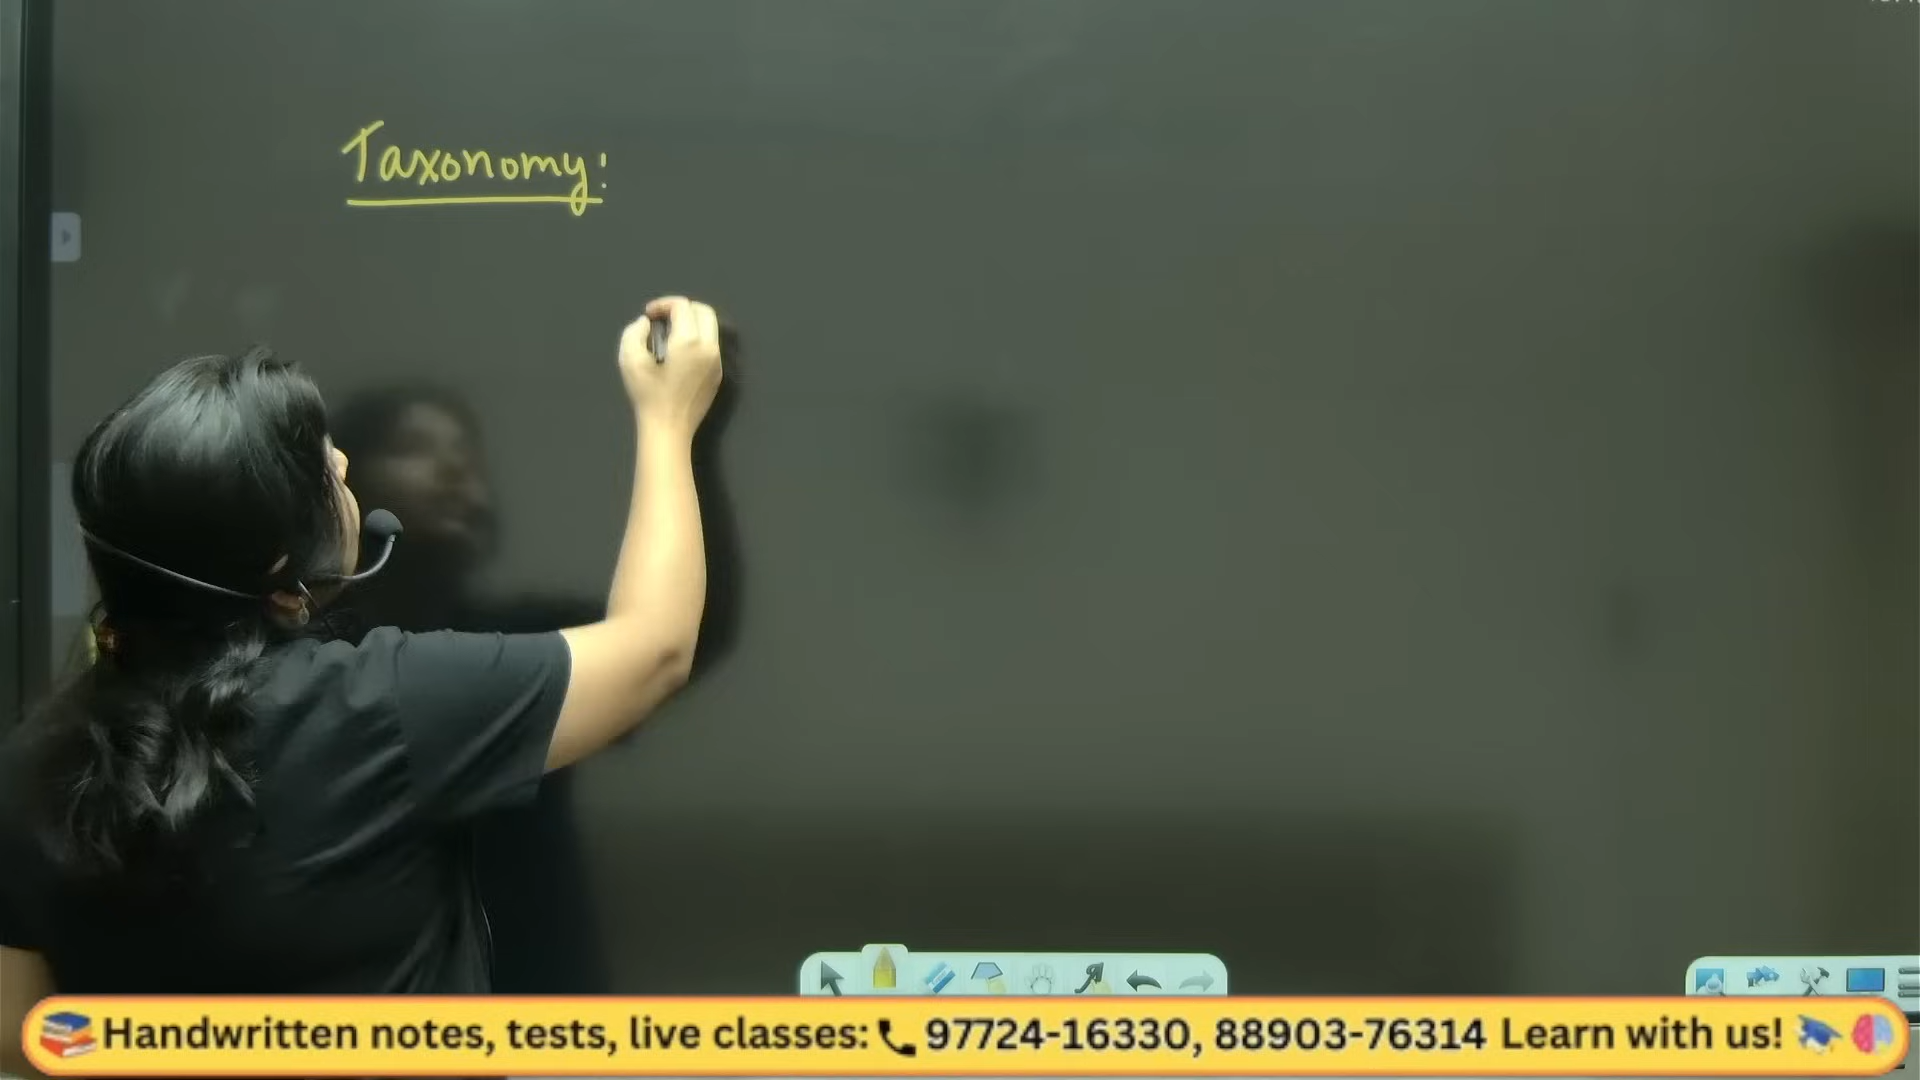 Taxonomy:
Handwritten notes, tests, live classes: 97724-16330, 88903-76314 Learn with us!